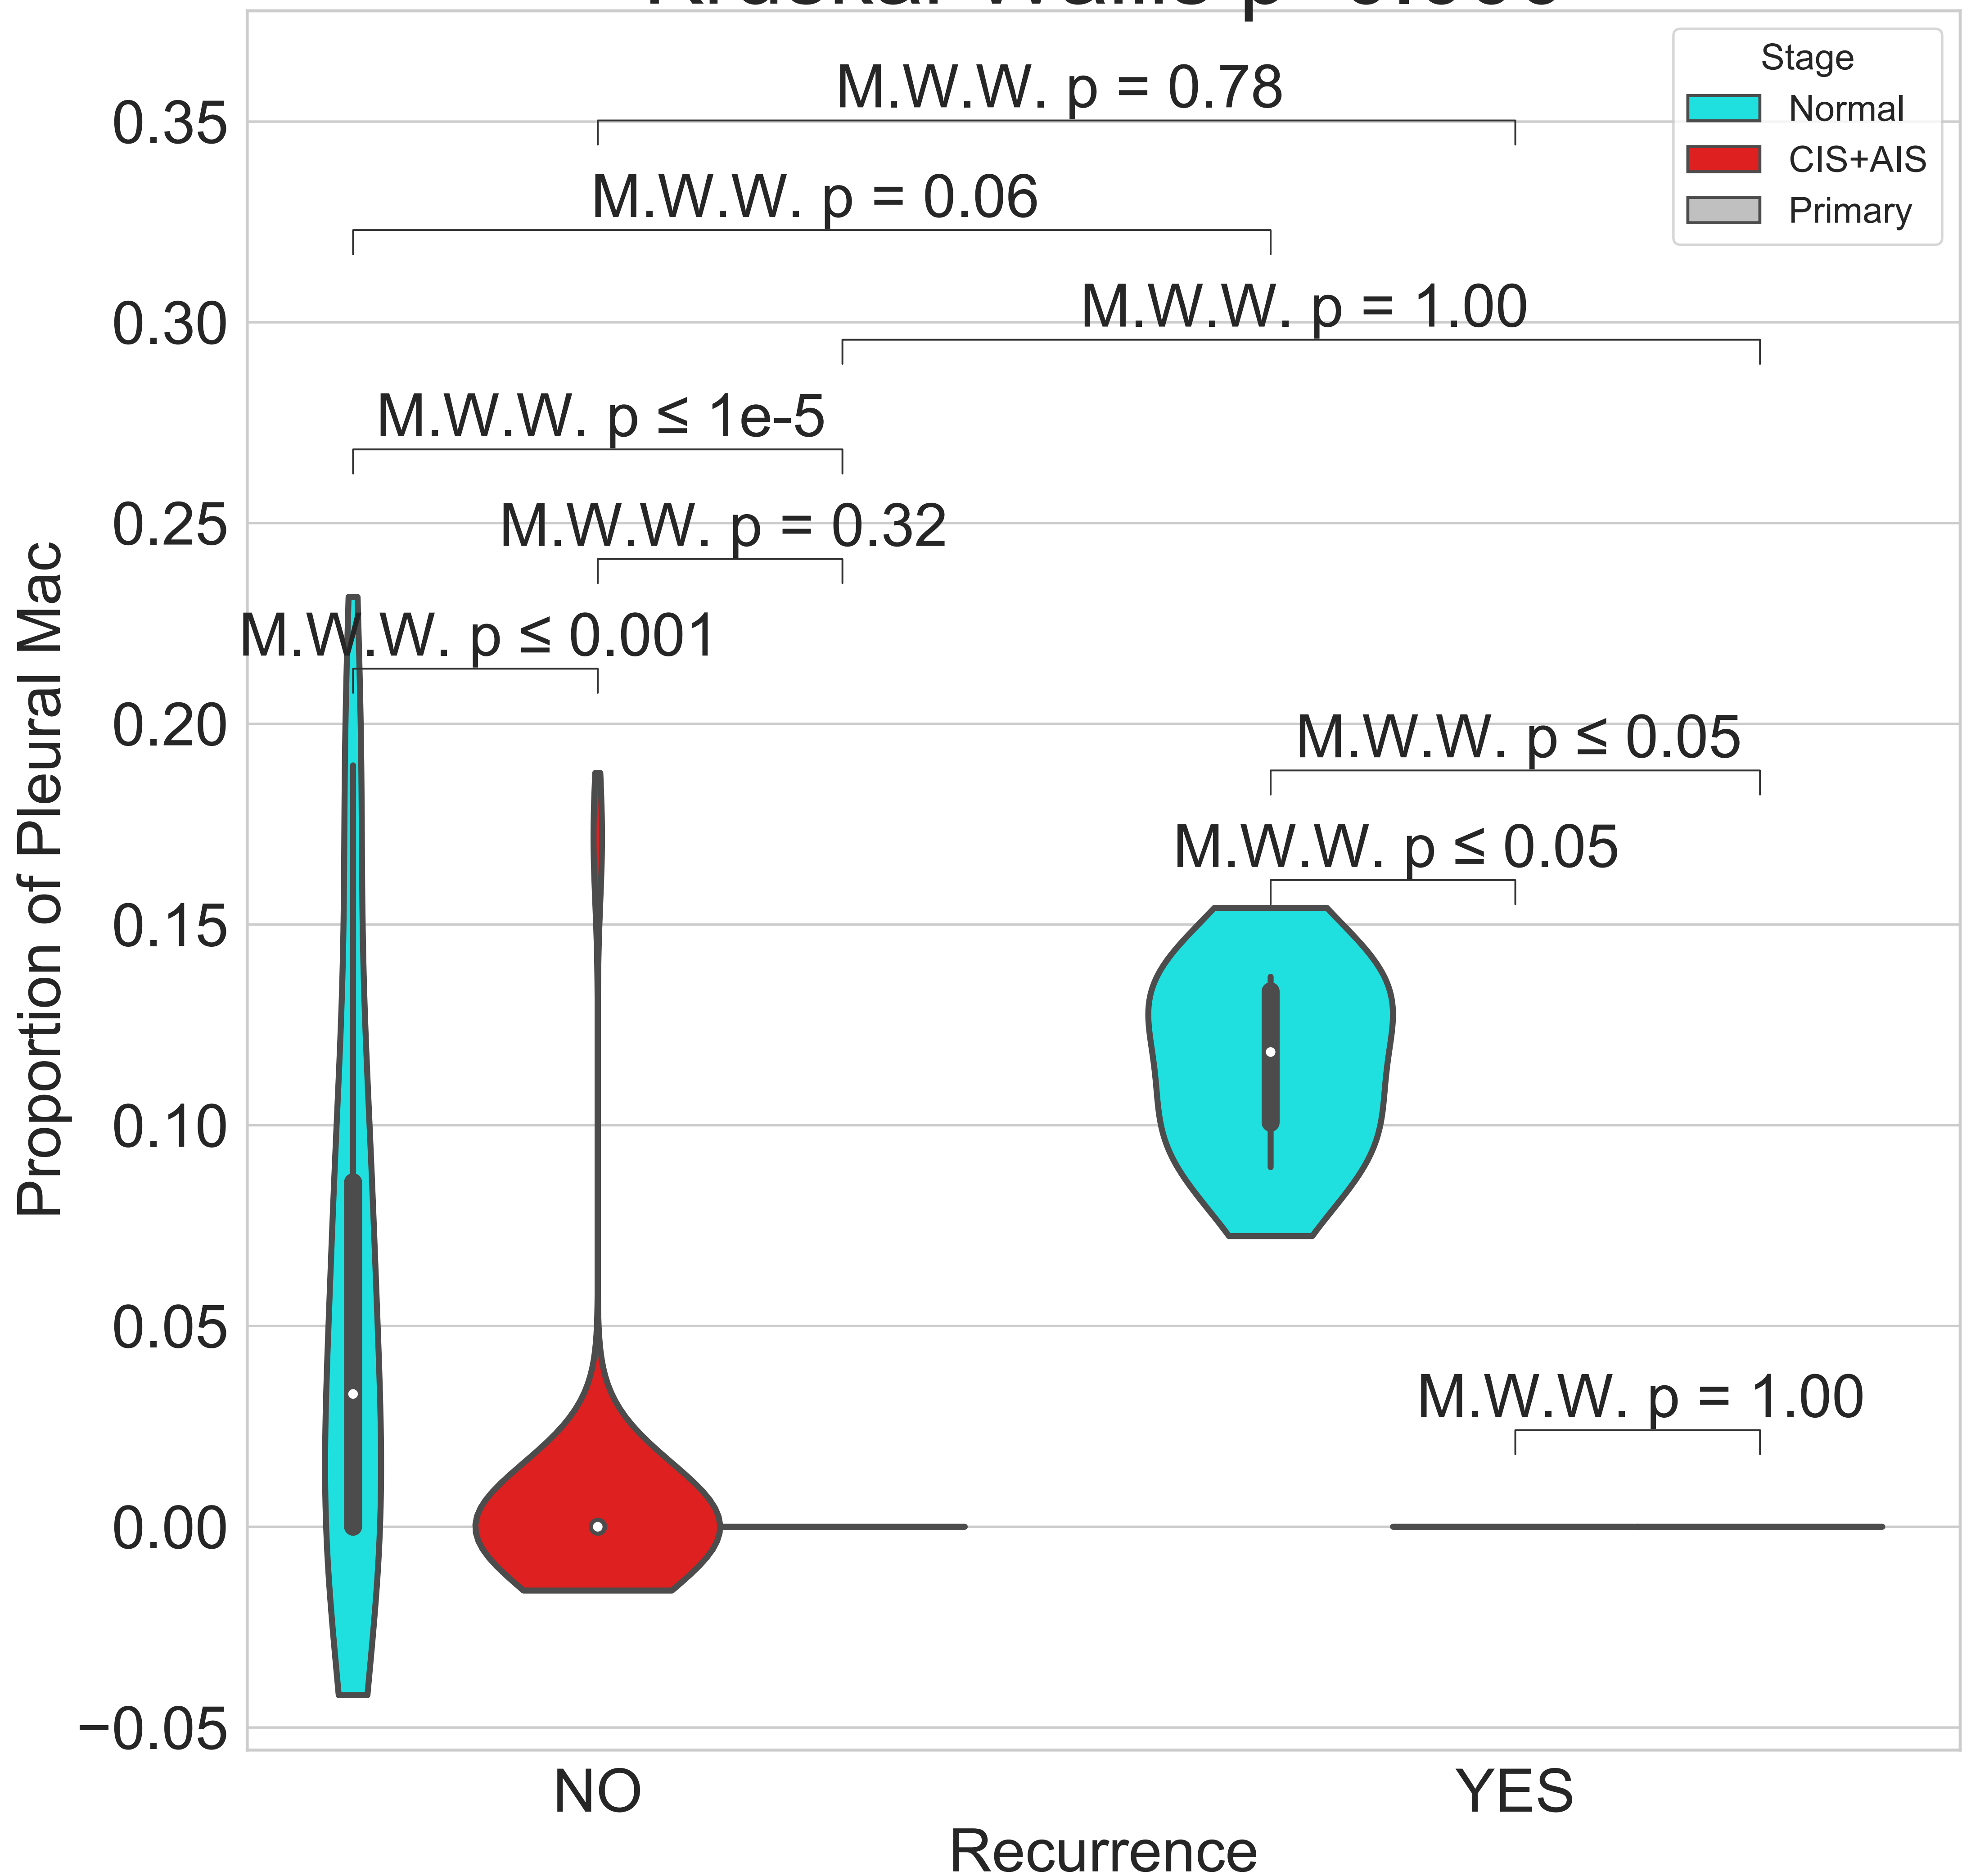 M.W.W. p = 0.78
M.W.W. p = 0.06
M.W.W. p = 1.00
M.W.W. p ≤ 1e-5
M.W.W. p = 0.32
M.W.W. p ≤ 0.001
M.W.W. p ≤ 0.05
M.W.W. p ≤ 0.05
M.W.W. p = 1.00
Stage
Normal
CIS+AIS
Primary
0.35
0.30
0.25
0.20
0.15
0.10
0.05
0.00
−0.05
Proportion of Pleural Mac
NO
YES
Recurrence